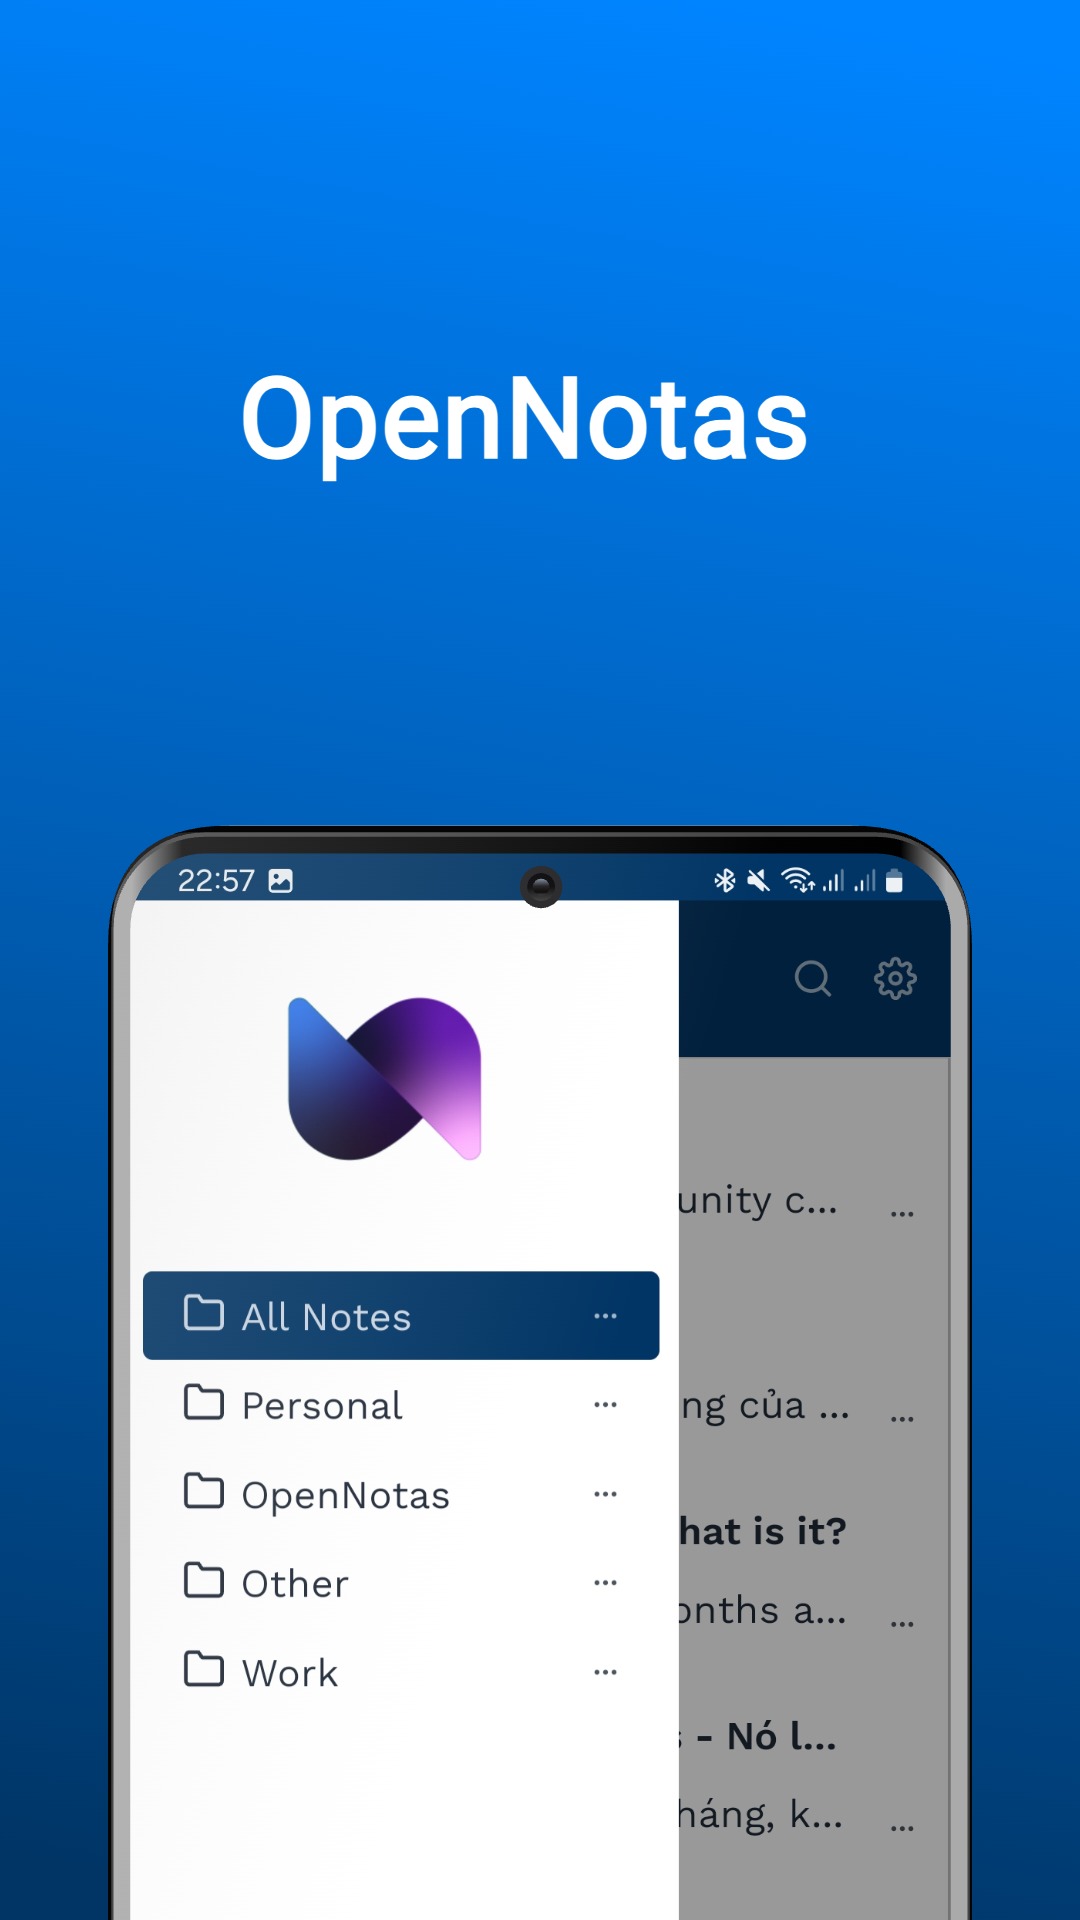 OpenNotas
22:57
unity c...
...
All Notes ...
Personal ...
ng của ...
...
OpenNotas ...
hat is it?
Other ...
onths a...
...
Work ...
s - Nó l...
háng, k...
...